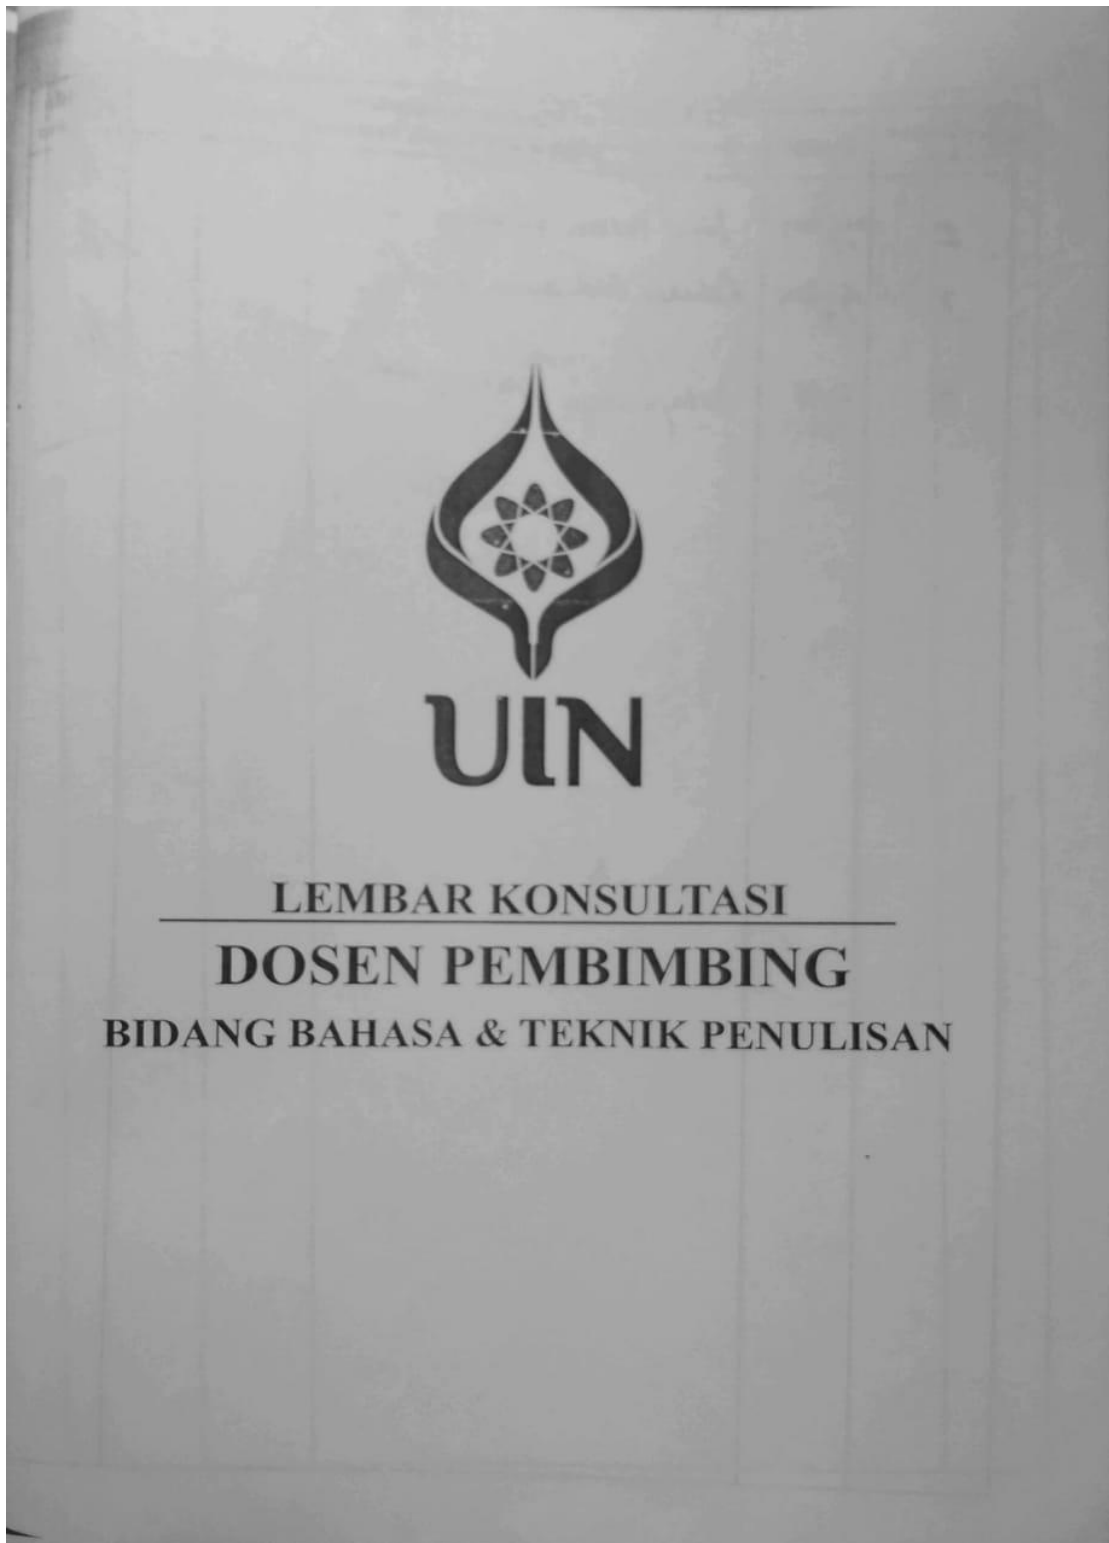 UIN
LEMBAR KONSULTASI
DOSEN PEMBIMBING
BIDANG BAHASA & TEKNIK PENULISAN